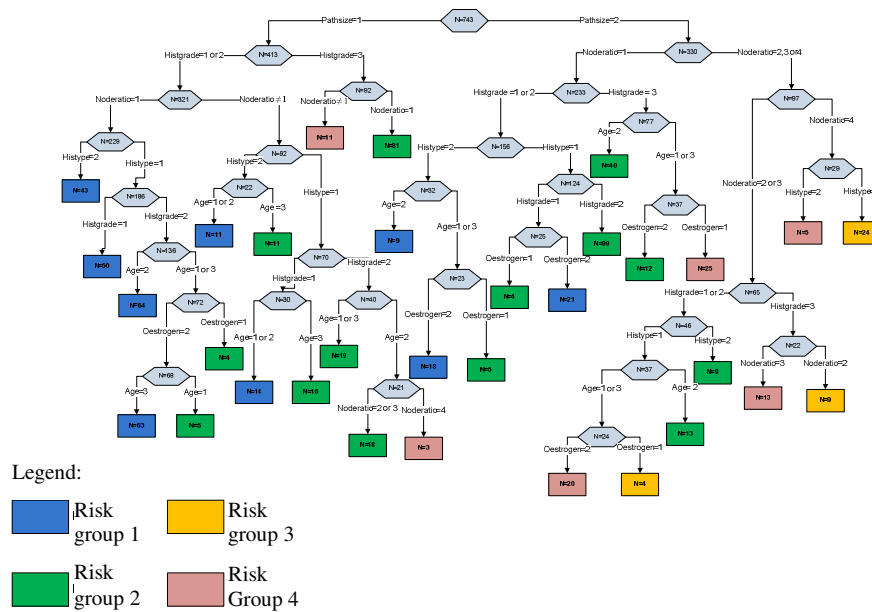 Pathsize=1
N=743
Pathsize=2
Histgrade=1 or 2
N=413
Histgrade=3
Noderatio=1
N=330
Noderatio=2,3 or4
Noderatio=1
N=321
Noderatio≠1
N=92
Noderatio≠1
Noderatio=1
Histgrade =1 or 2
N=233
Histgrade= 3
N=97
N=11
N=81
N=77
Noderatio=4
N=229
Histype=2
Histype=1
N=92
Histype=2
Histype=1
N=156
Histype=2
Histype=1
Age=2
Age=1 or 3
N=40
N=29
Histype=2
Histype=
N=43
N=186
Histgrade=1
Histgrade=2
N=22
Age=1 or 2
Age=3
N=32
Age=2
Age=1 or 3
N=124
Histgrade=1
Histgrade=2
N=37
Oestrogen=2
Oestrogen=1
Noderatio=2 or 3
N=5
N=24
N=50
N=136
Age=2
Age=1 or 3
N=11
N=11
N=70
Histgrade=1
Histgrade=2
N=9
N=25
Oestrogen=1
Oestrogen=2
N=99
N=12
N=25
N=64
N=72
Oestrogen=2
Oestrogen=1
N=30
Age=1 or 2
Age=3
N=40
Age=1 or 3
Age=2
N=23
Oestrogen=2
Oestrogen=1
N=4
N=21
N=65
Histgrade=1 or 2
Histgrade=3
N=4
N=19
N=46
Histype=1
Histype=2
N=22
Noderatio=3
Noderatio=2
N=68
Age=3
Age=1
N=14
N=16
N=21
Noderatio=2 or 3
Noderatio=4
N=18
N=5
N=37
Age=1 or 3
Age= 2
N=9
N=13
N=9
N=63
N=5
N=18
N=3
N=24
Oestrogen=2
Oestrogen=1
N=13
N=20
N=4
Legend:
Risk
group 1
Risk
group 3
Risk
group 2
Risk
Group 4